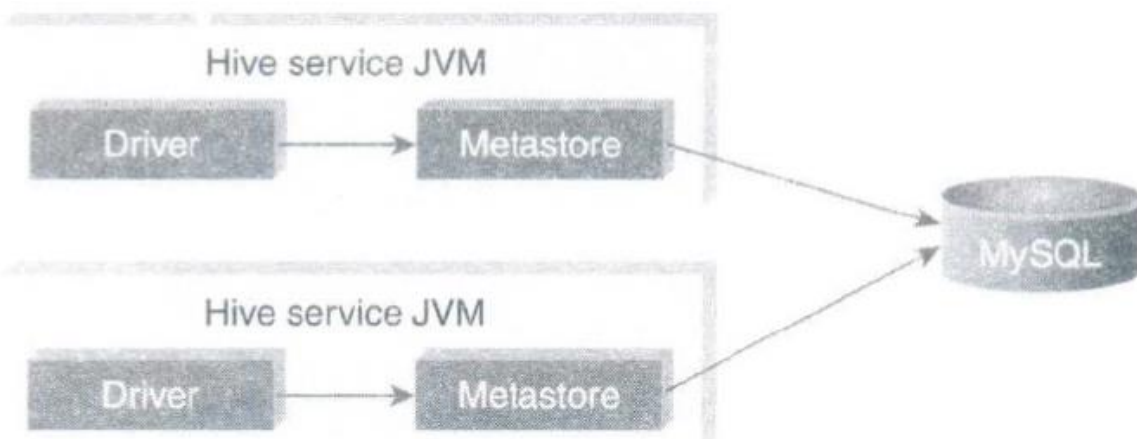 Hive service JVM
Driver
Metastore
MySQL
Hive service JVM
Driver
Metastore